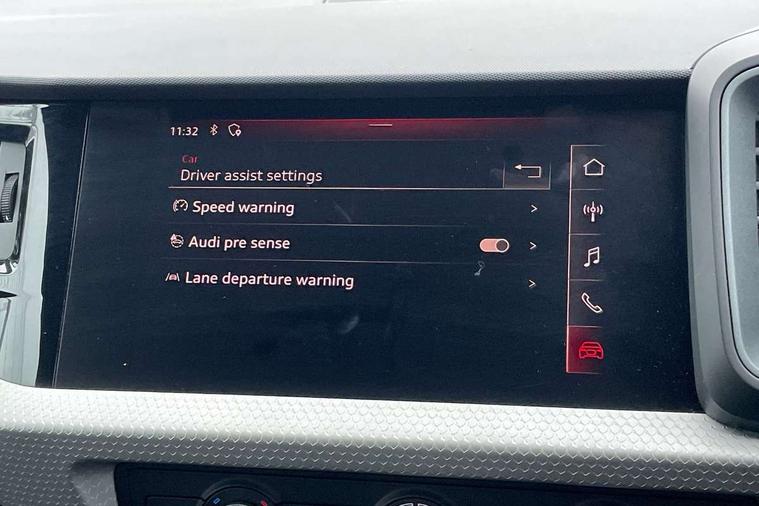 11:32
Car
Driver assist settings
Speed warning
Audi pre sense
Lane departure warning